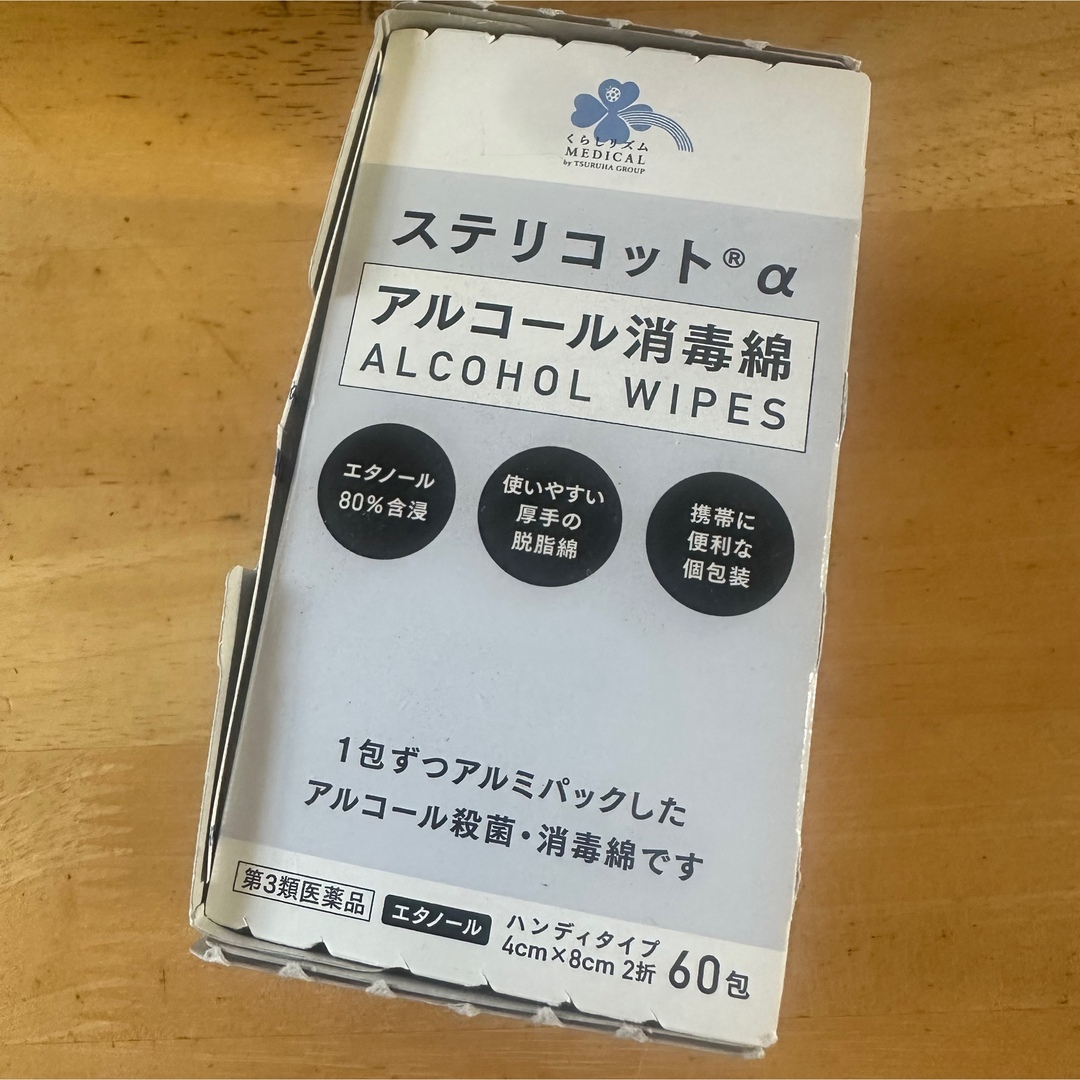 くらしリズム
MEDICAL
by TSURUHA GROUP
ステリコット®α
アルコール消毒綿
ALCOHOL WIPES
エタノール
80%含浸
使いやすい
厚手の
脱脂綿
携帯に
便利な
個包装
1包ずつアルミパックした
アルコール殺菌・消毒綿です
第3類医薬品
エタノール
ハンディタイプ
4cm×8cm 2折
60包